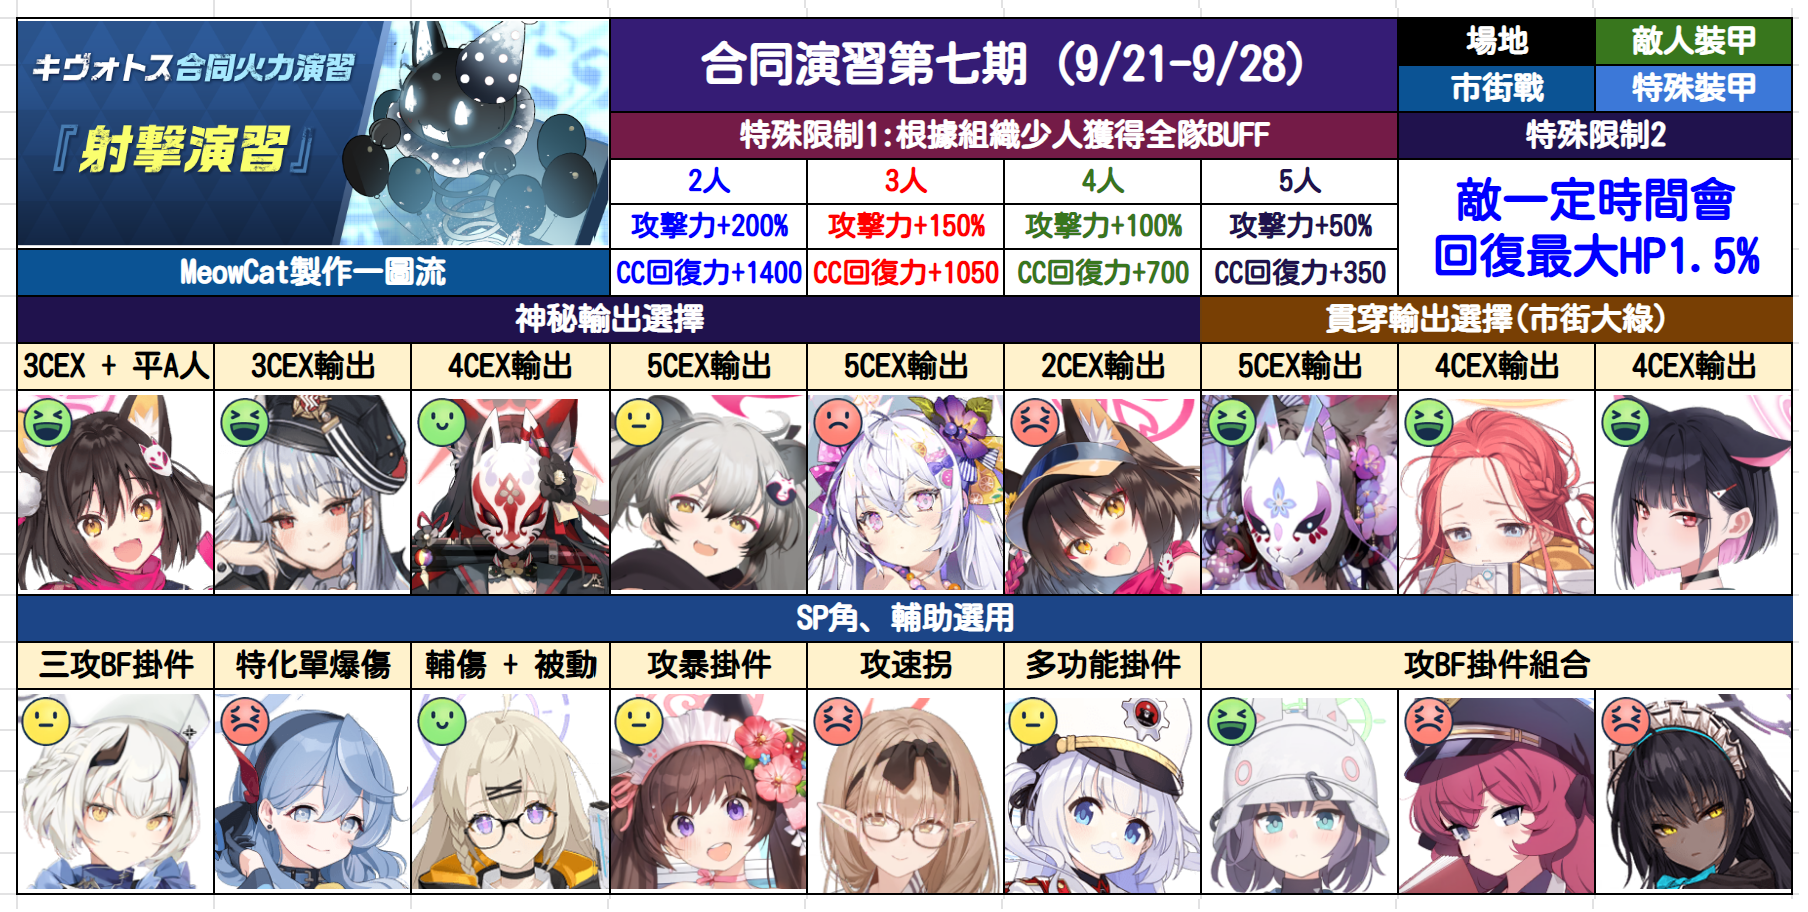 キヴォトス合同火力演習
『射撃演習』
合同演習第七期 (9/21-9/28)
場地
敵人裝甲
市街戰
特殊裝甲
特殊限制1:根據組織少人獲得全隊BUFF
特殊限制2
2人
3人
4人
5人
敵一定時間會
回復最大HP1.5%
攻擊力+200%
攻擊力+150%
攻擊力+100%
攻擊力+50%
MeowCat製作一圖流
CC回復力+1400
CC回復力+1050
CC回復力+700
CC回復力+350
神秘輸出選擇
貫穿輸出選擇(市街大綠)
3CEX + 平A人
3CEX輸出
4CEX輸出
5CEX輸出
5CEX輸出
2CEX輸出
5CEX輸出
4CEX輸出
4CEX輸出
SP角、輔助選用
三攻BF掛件
特化單爆傷
輔傷 + 被動
攻暴掛件
攻速拐
多功能掛件
攻BF掛件組合